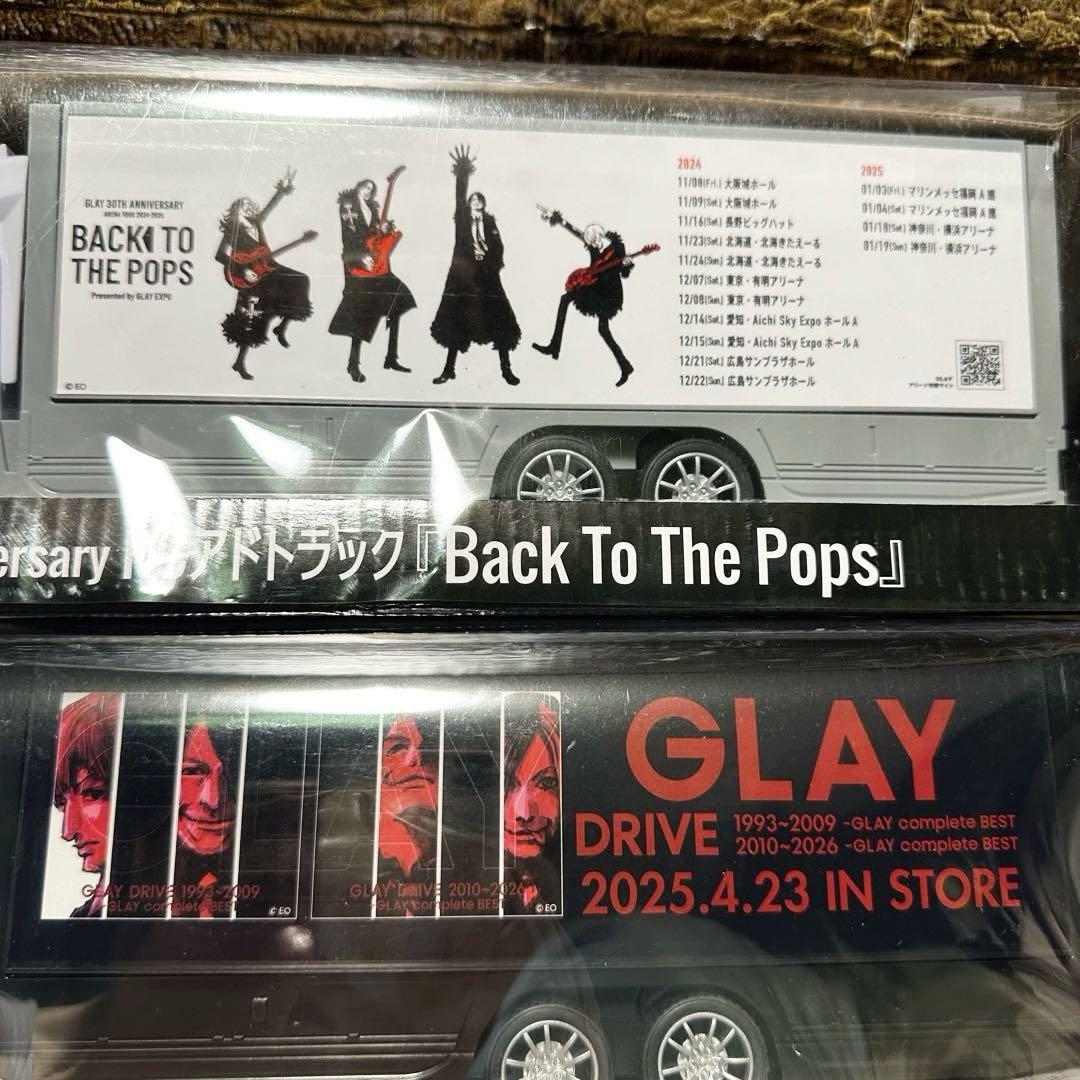 GLAY 30TH ANNIVERSARY
ARENA TOUR 2024-2025
BACK TO
THE POPS
Presented by GLAY EXPO
© EO
2024
11/08(Fri.) 大阪城ホール
11/09(Sat.) 大阪城ホール
11/16(Sat.) 長野ビッグハット
11/23(Sat.) 北海道・北海きたえーる
11/24(Sun.) 北海道・北海きたえーる
12/07(Sat.) 東京・有明アリーナ
12/08(Sun.) 東京・有明アリーナ
12/14(Sat.) 愛知・Aichi Sky Expo ホールA
12/15(Sun.) 愛知・Aichi Sky Expo ホールA
12/21(Sat.) 広島サンプラザホール
12/22(Sun.) 広島サンプラザホール
2025
01/03(Fri.) マリンメッセ福岡 A館
01/04(Sat.) マリンメッセ福岡 A館
01/18(Sat.) 神奈川・横浜アリーナ
01/19(Sun.) 神奈川・横浜アリーナ
GLAY
アリーナ特設サイト
ersary アドトラック『Back To The Pops』
GLAY
DRIVE 1993~2009 -GLAY complete BEST
2010~2026 -GLAY complete BEST
2025.4.23 IN STORE
GLAY DRIVE 1993~2009
-GLAY complete BEST
© EO
GLAY DRIVE 2010~2026
-GLAY complete BEST
© EO